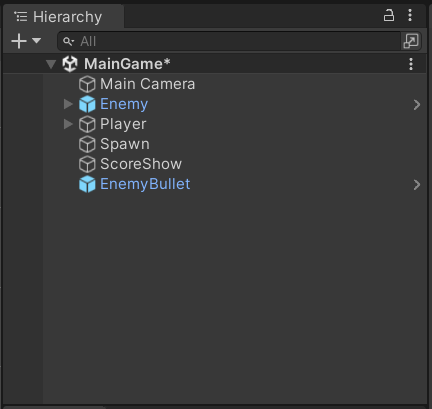 Hierarchy
All
MainGame*
Main Camera
Enemy
Player
Spawn
ScoreShow
EnemyBullet